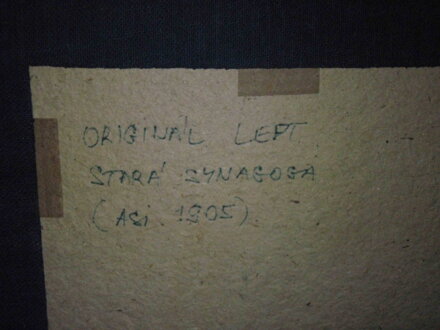 ORIGINÁL LEPT
STARÁ SYNAGOGA
(ASI 1905)